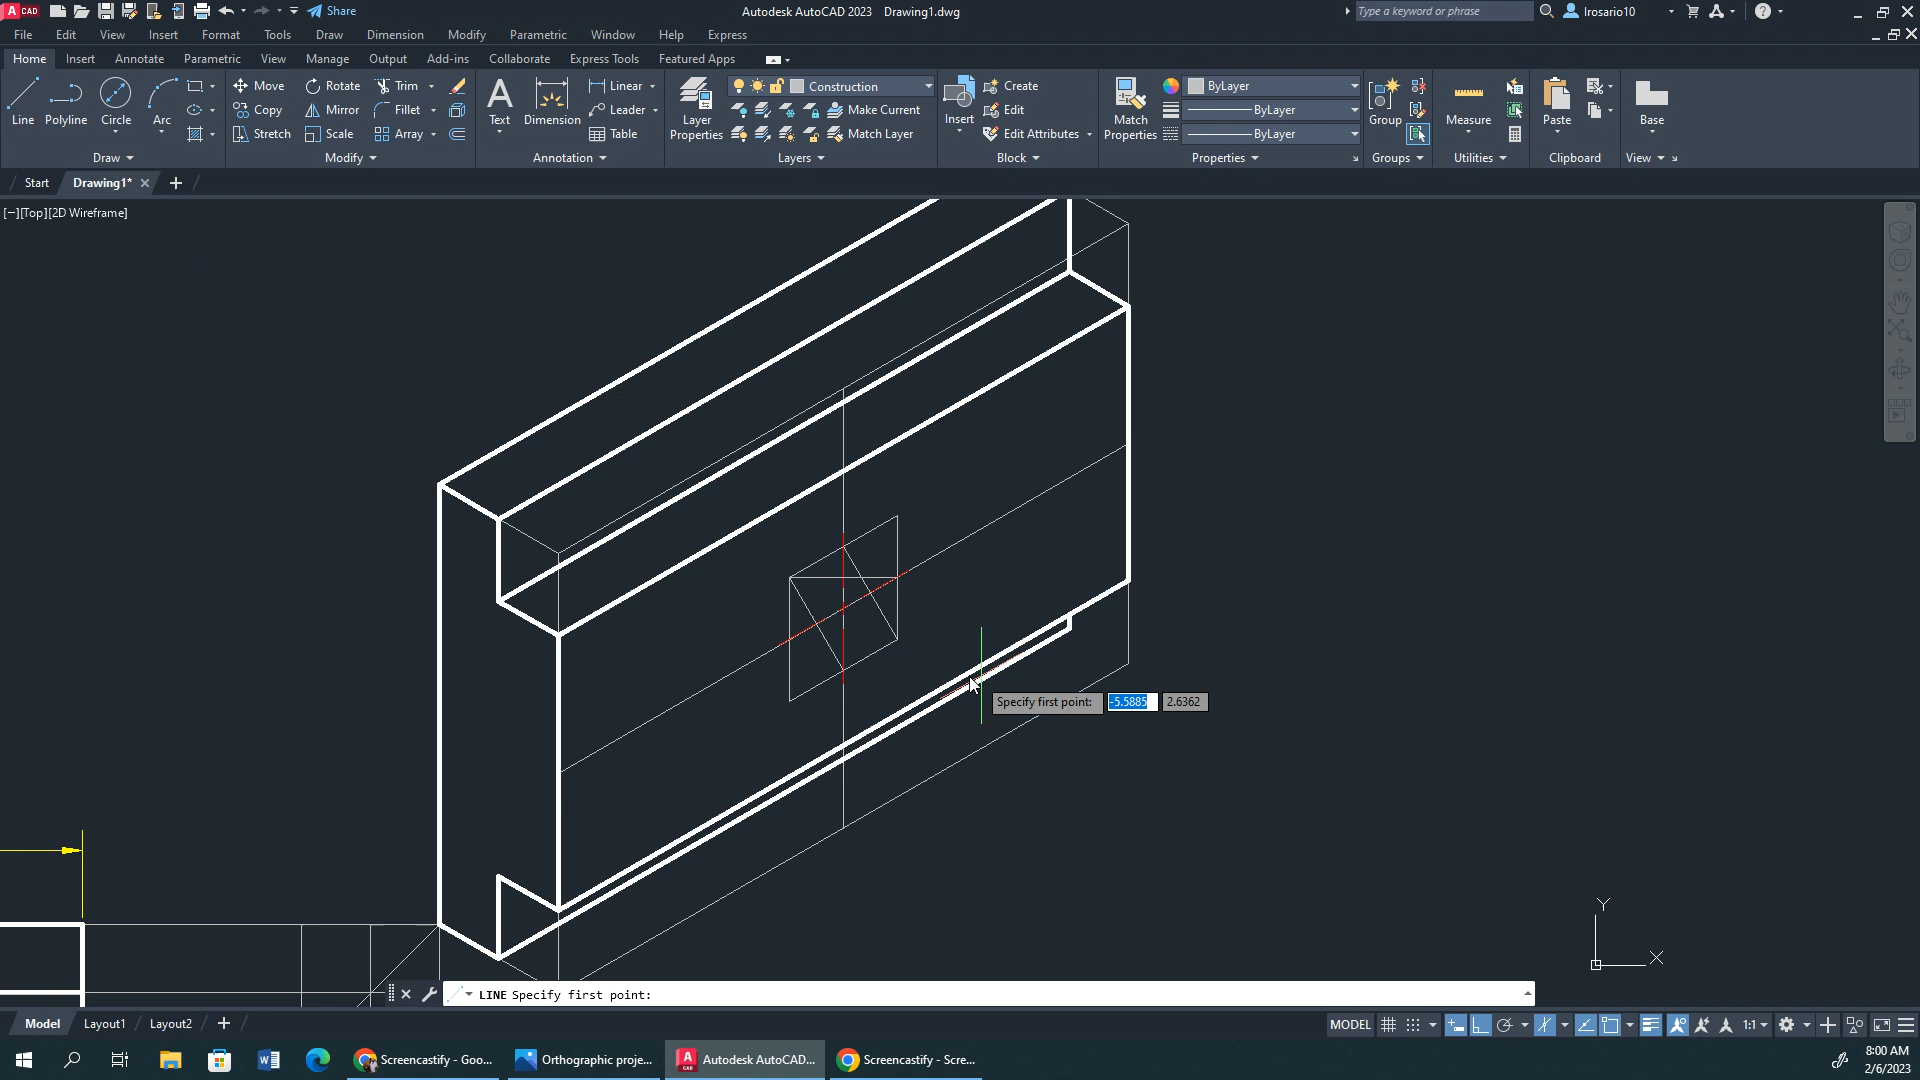 A CAD Share Autodesk AutoCAD 2023 Drawing1.dwg Type a keyword or phrase lrosario10
File Edit View Insert Format Tools Draw Dimension Modify Parametric Window Help Express
Home Insert Annotate Parametric View Manage Output Add-ins Collaborate Express Tools Featured Apps
Line Polyline Circle Arc
Draw
Move Rotate Trim
Copy Mirror Fillet
Stretch Scale Array
Modify
Text Dimension
Linear
Leader
Table
Annotation
Layer Properties
Construction
Make Current
Match Layer
Layers
Insert
Create
Edit
Edit Attributes
Block
Match Properties
ByLayer
ByLayer
ByLayer
Properties
Group
Groups
Measure
Utilities
Paste
Clipboard
Base
View
Start Drawing1*
[−][Top][2D Wireframe]
Specify first point: -5.5885 2.6362
Y
X
LINE Specify first point:
Model Layout1 Layout2 MODEL 1:1
Screencastify - Goo... Orthographic proje... Autodesk AutoCAD... Screencastify - Scre...
8:00 AM
2/6/2023